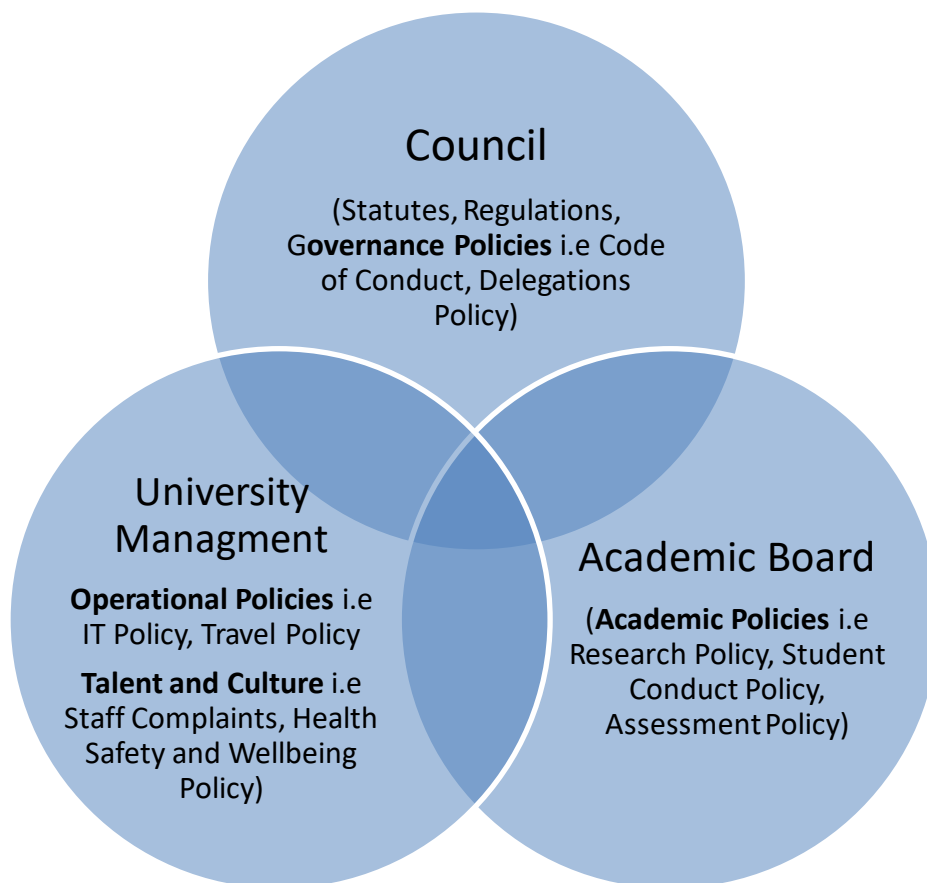 Council
(Statutes, Regulations,
Governance Policies i.e Code
of Conduct, Delegations
Policy)
University
Managment
Operational Policies i.e
IT Policy, Travel Policy
Talent and Culture i.e
Staff Complaints, Health
Safety and Wellbeing
Policy)
Academic Board
(Academic Policies i.e
Research Policy, Student
Conduct Policy,
Assessment Policy)